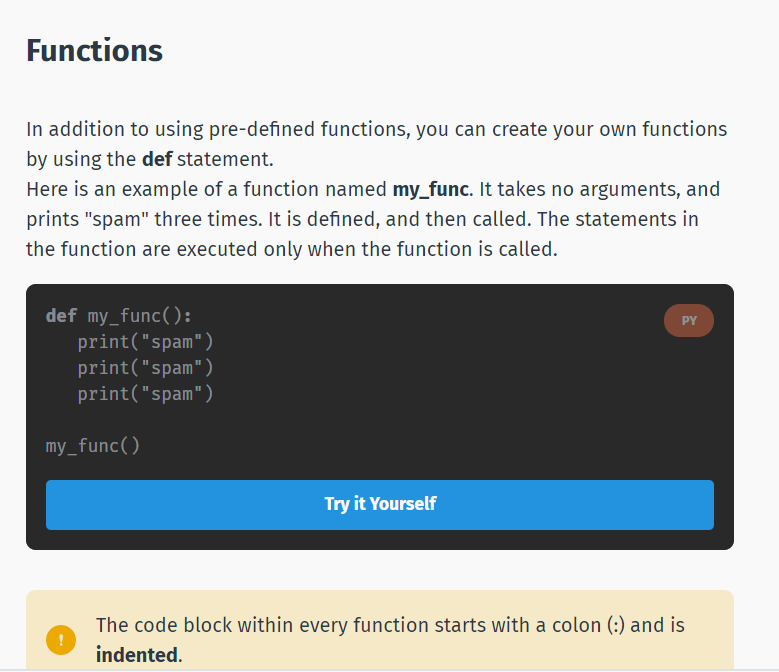 Functions
In addition to using pre-defined functions, you can create your own functions
by using the def statement.
Here is an example of a function named my_func. It takes no arguments, and
prints "spam" three times. It is defined, and then called. The statements in
the function are executed only when the function is called.
def my_func():
PY
   print("spam")
   print("spam")
   print("spam")
my_func()
Try it Yourself
!
The code block within every function starts with a colon (:) and is
indented.